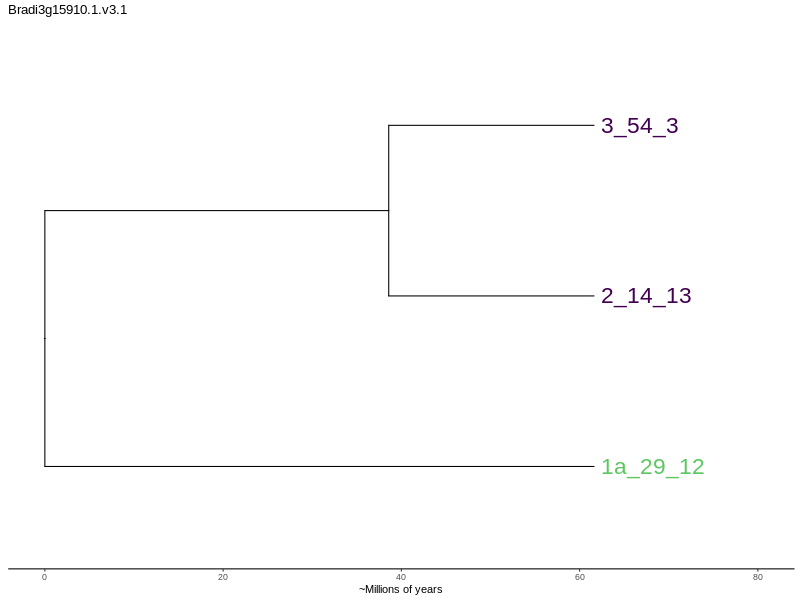 Bradi3g15910.1.v3.1
3_54_3
2_14_13
1a_29_12
0 20 40 60 80
~Millions of years